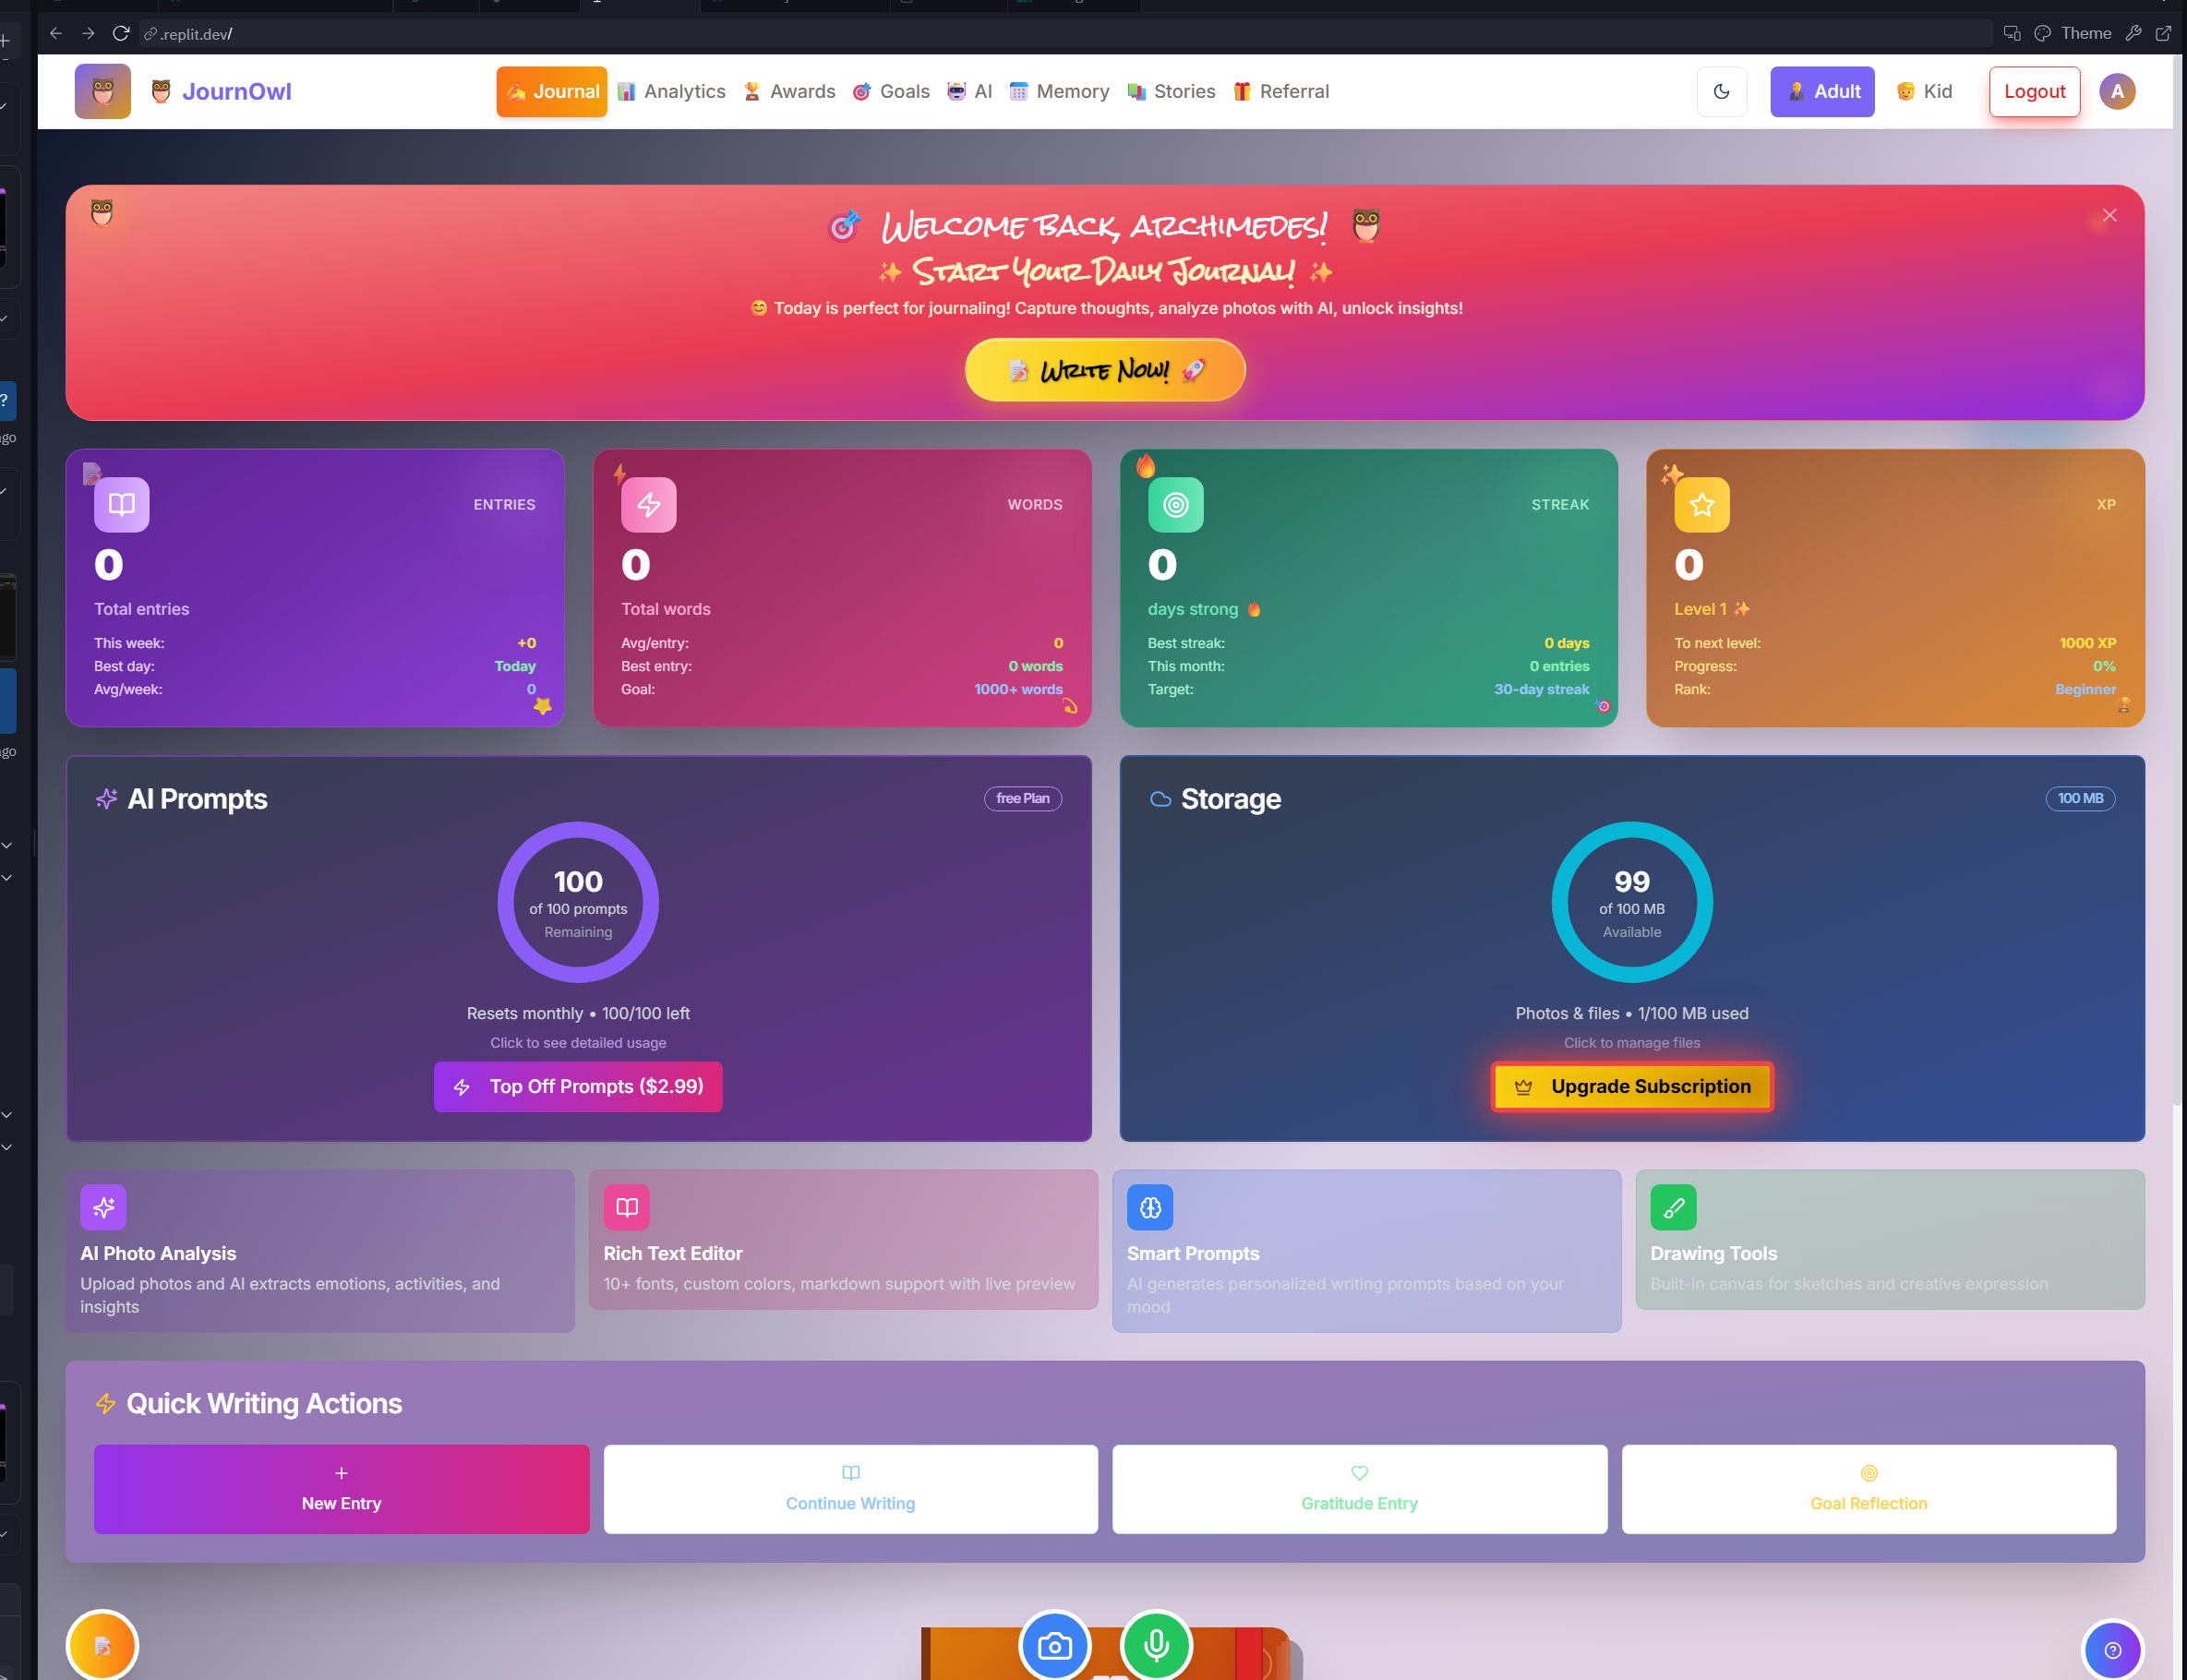 .replit.dev/
Theme
JournOwl
Journal
Analytics
Awards
Goals
AI
Memory
Stories
Referral
Adult
Kid
Logout
A
?
ago
ago
Welcome back, archimedes!
Start Your Daily Journal!
Today is perfect for journaling! Capture thoughts, analyze photos with AI, unlock insights!
Write Now!
ENTRIES
0
Total entries
This week: +0
Best day: Today
Avg/week: 0
WORDS
0
Total words
Avg/entry: 0
Best entry: 0 words
Goal: 1000+ words
STREAK
0
days strong
Best streak: 0 days
This month: 0 entries
Target: 30-day streak
XP
0
Level 1
To next level: 1000 XP
Progress: 0%
Rank: Beginner
AI Prompts
free Plan
100
of 100 prompts
Remaining
Resets monthly • 100/100 left
Click to see detailed usage
Top Off Prompts ($2.99)
Storage
100 MB
99
of 100 MB
Available
Photos & files • 1/100 MB used
Click to manage files
Upgrade Subscription
AI Photo Analysis
Upload photos and AI extracts emotions, activities, and
insights
Rich Text Editor
10+ fonts, custom colors, markdown support with live preview
Smart Prompts
AI generates personalized writing prompts based on your
mood
Drawing Tools
Built-in canvas for sketches and creative expression
Quick Writing Actions
New Entry
Continue Writing
Gratitude Entry
Goal Reflection